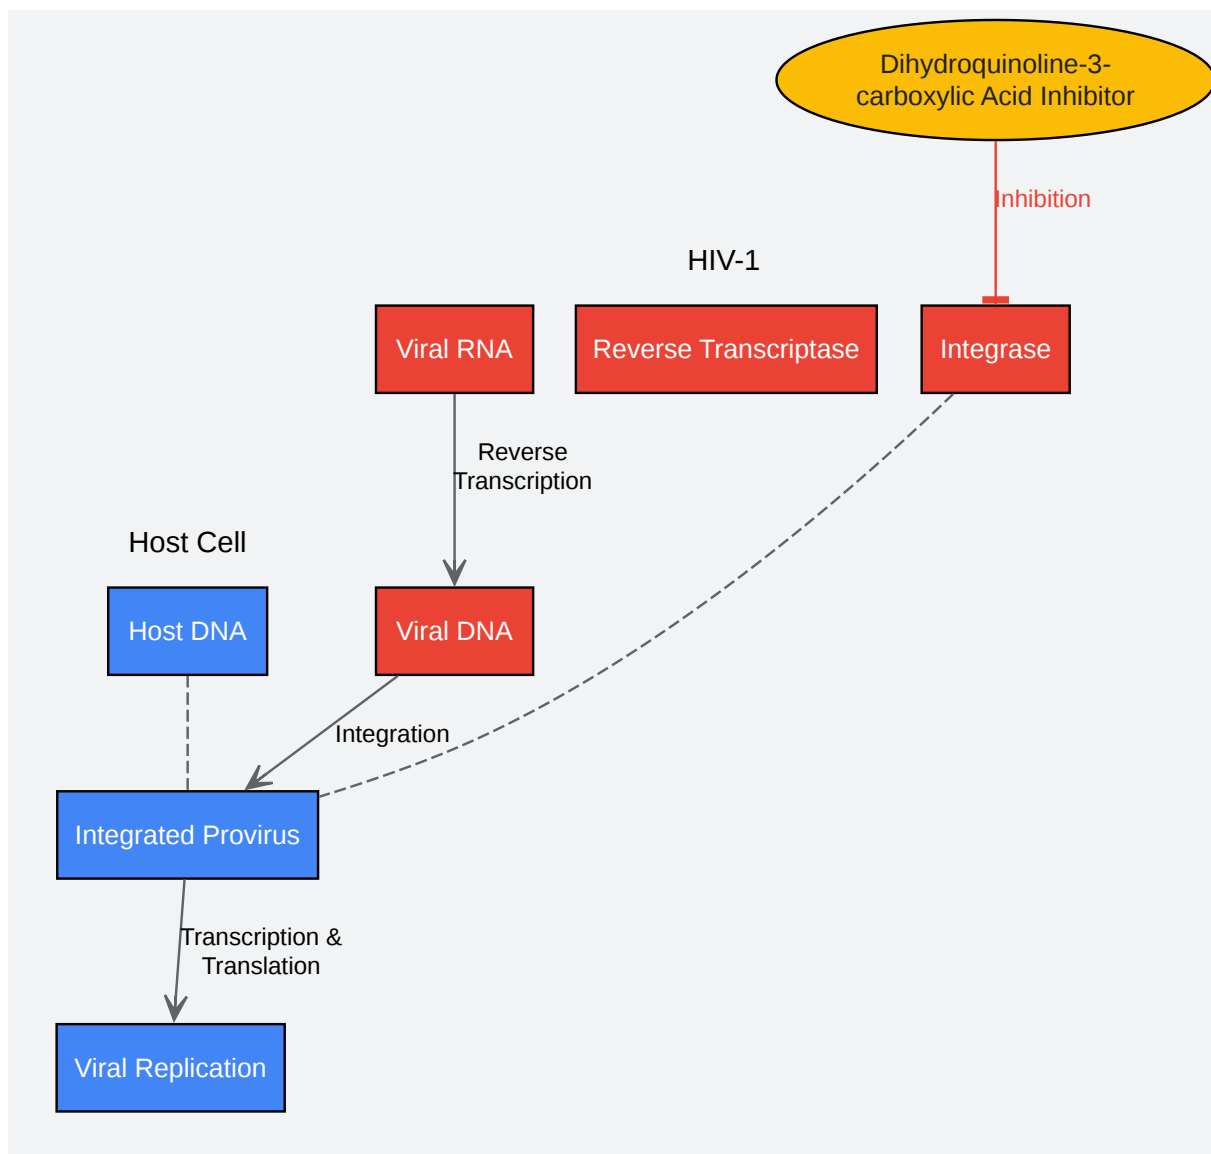 Dihydroquinoline-3-
carboxylic Acid Inhibitor
Inhibition
HIV-1
Viral RNA
Reverse Transcriptase
Integrase
Reverse
Transcription
Host Cell
Host DNA
Viral DNA
Integration
Integrated Provirus
Transcription &
Translation
Viral Replication